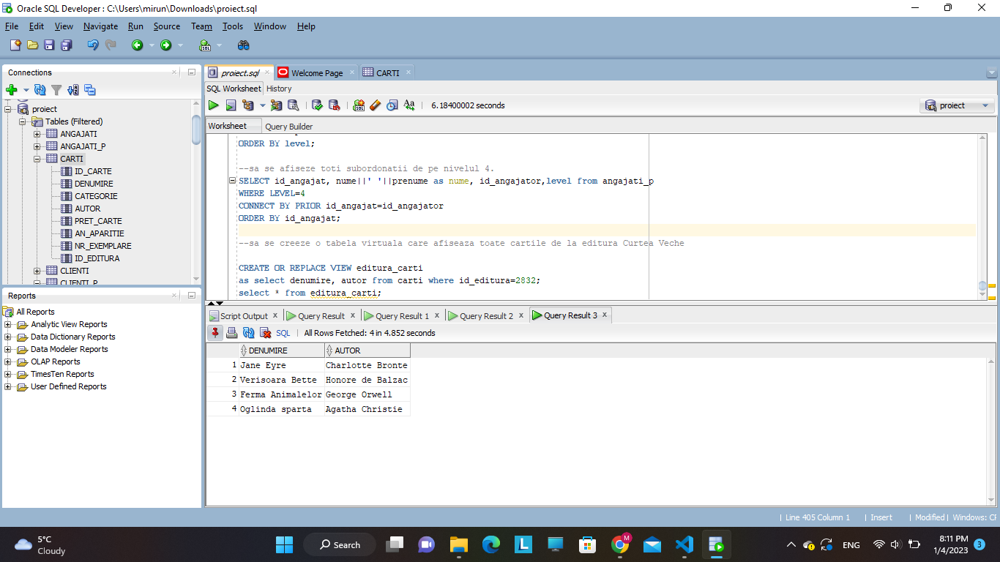 Oracle SQL Developer : C:\Users\mirun\Downloads\proiect.sql
File Edit View Navigate Run Source Team Tools Window Help
Connections
project
Tables (Filtered)
ANGAJATI
ANGAJATI_P
CARTI
ID_CARTE
DENUMIRE
CATEGORIE
AUTOR
PRET_CARTE
AN_APARITIE
NR_EXEMPLARE
ID_EDITURA
CLIENTI
CLIENTI_P
Reports
All Reports
Analytic View Reports
Data Dictionary Reports
Data Modeler Reports
OLAP Reports
TimesTen Reports
User Defined Reports
proiect.sql Welcome Page CARTI
SQL Worksheet History
6.18400002 seconds
project
Worksheet Query Builder
ORDER BY level;
--sa se afiseze toti subordonatii de pe nivelul 4.
SELECT id_angajat, nume||' '||prenume as nume, id_angajator,level from angajati_p
WHERE LEVEL=4
CONNECT BY PRIOR id_angajat=id_angajator
ORDER BY id_angajat;
--sa se creeze o tabela virtuala care afiseaza toate cartile de la editura Curtea Veche
CREATE OR REPLACE VIEW editura_carti
as select denumire, autor from carti where id_editura=2832;
select * from editura_carti;
Script Output Query Result Query Result 1 Query Result 2 Query Result 3
SQL All Rows Fetched: 4 in 4.852 seconds
DENUMIRE AUTOR
1 Jane Eyre Charlotte Bronte
2 Verisoara Bette Honore de Balzac
3 Ferma Animalelor George Orwell
4 Oglinda sparta Agatha Christie
Line 405 Column 1 Insert Modified Windows: CF
5°C
Cloudy
Search
M
L
ENG
8:11 PM
1/4/2023
3